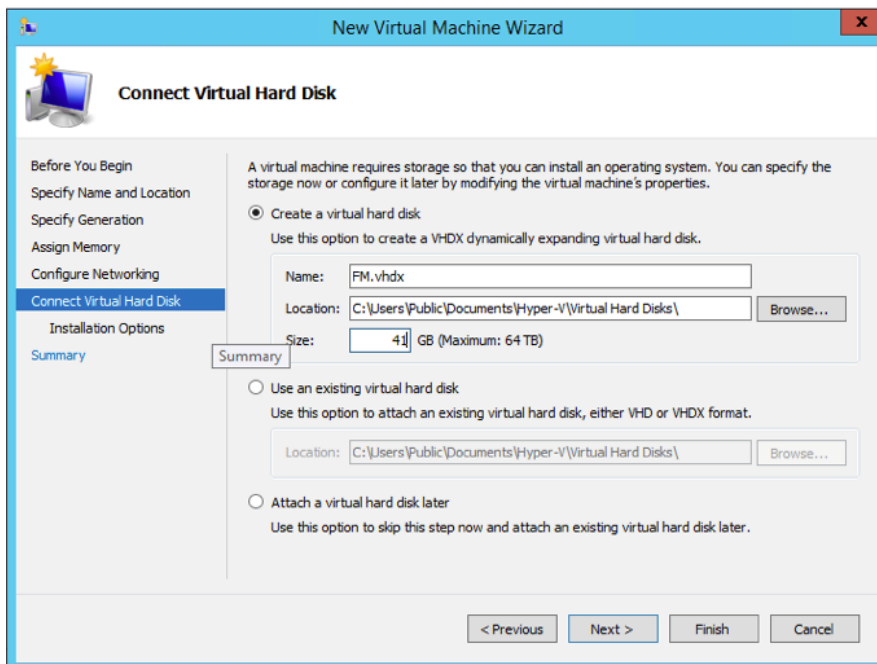 New Virtual Machine Wizard
x
Connect Virtual Hard Disk
Before You Begin
Specify Name and Location
Specify Generation
Assign Memory
Configure Networking
Connect Virtual Hard Disk
Installation Options
Summary
Summary
A virtual machine requires storage so that you can install an operating system. You can specify the
storage now or configure it later by modifying the virtual machine's properties.
Create a virtual hard disk
Use this option to create a VHDX dynamically expanding virtual hard disk.
Name: FM.vhdx
Location: C:\Users\Public\Documents\Hyper-V\Virtual Hard Disks\ Browse...
Size: 41 GB (Maximum: 64 TB)
Use an existing virtual hard disk
Use this option to attach an existing virtual hard disk, either VHD or VHDX format.
Location: C:\Users\Public\Documents\Hyper-V\Virtual Hard Disks\ Browse...
Attach a virtual hard disk later
Use this option to skip this step now and attach an existing virtual hard disk later.
< Previous Next > Finish Cancel